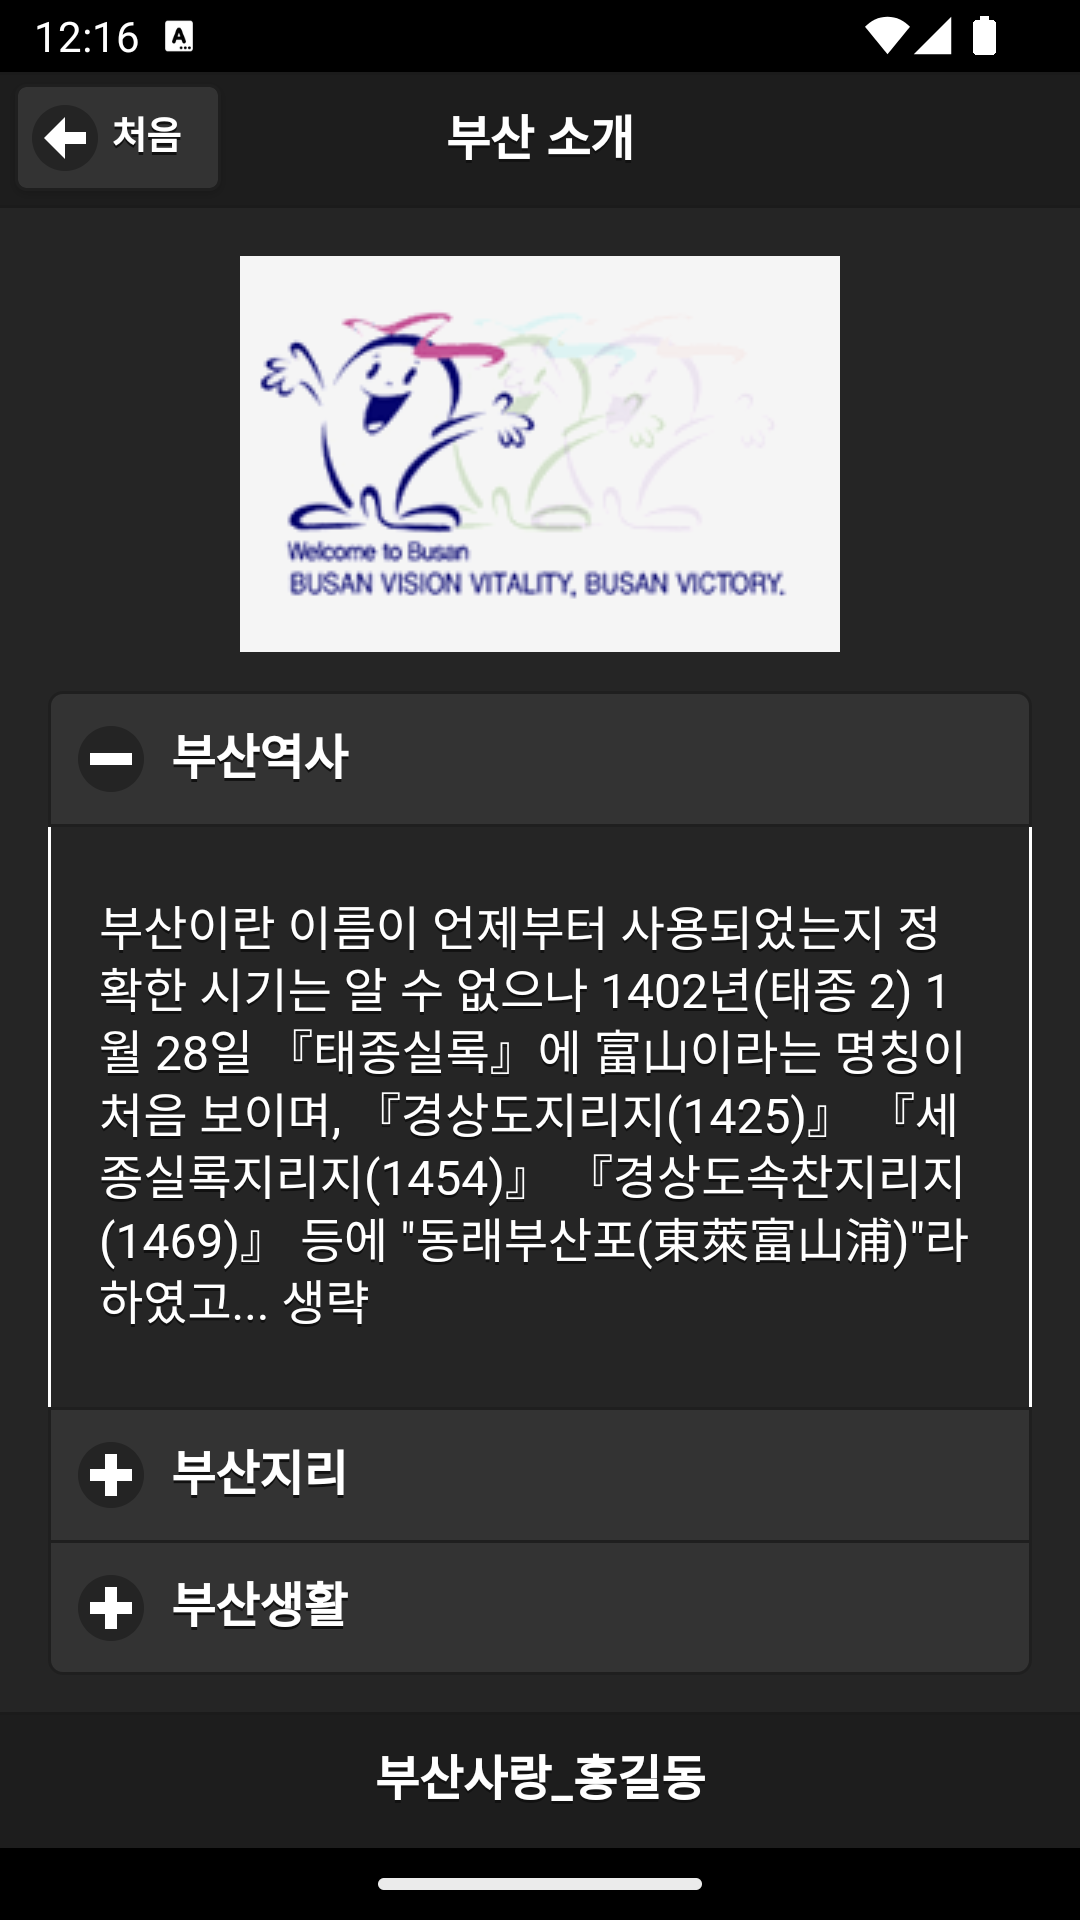 12:16
처음
부산 소개
Welcome to Busan
BUSAN VISION VITALITY, BUSAN VICTORY.
부산역사
부산이란 이름이 언제부터 사용되었는지 정
확한 시기는 알 수 없으나 1402년(태종 2) 1
월 28일 『태종실록』에 富山이라는 명칭이
처음 보이며, 『경상도지리지(1425)』 『세
종실록지리지(1454)』 『경상도속찬지리지
(1469)』 등에 "동래부산포(東萊富山浦)"라
하였고... 생략
부산지리
부산생활
부산사랑_홍길동